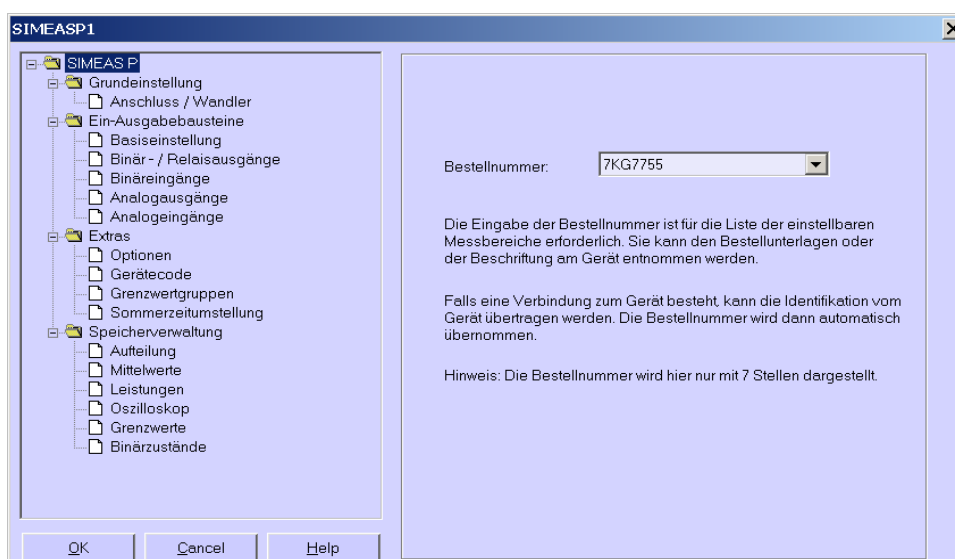 SIMEASP1
SIMEAS P
Grundeinstellung
Anschluss / Wandler
Ein-Ausgabebausteine
Basiseinstellung
Binär - / Relaisausgänge
Binäreingänge
Analogausgänge
Analogeingänge
Extras
Optionen
Gerätecode
Grenzwertgruppen
Sommerzeitumstellung
Speicherverwaltung
Aufteilung
Mittelwerte
Leistungen
Oszilloskop
Grenzwerte
Binärzustände
OK
Cancel
Help
Bestellnummer:
7KG7755
Die Eingabe der Bestellnummer ist für die Liste der einstellbaren
Messbereiche erforderlich. Sie kann den Bestellunterlagen oder
der Beschriftung am Gerät entnommen werden.
Falls eine Verbindung zum Gerät besteht, kann die Identifikation vom
Gerät übertragen werden. Die Bestellnummer wird dann automatisch
übernommen.
Hinweis: Die Bestellnummer wird hier nur mit 7 Stellen dargestellt.